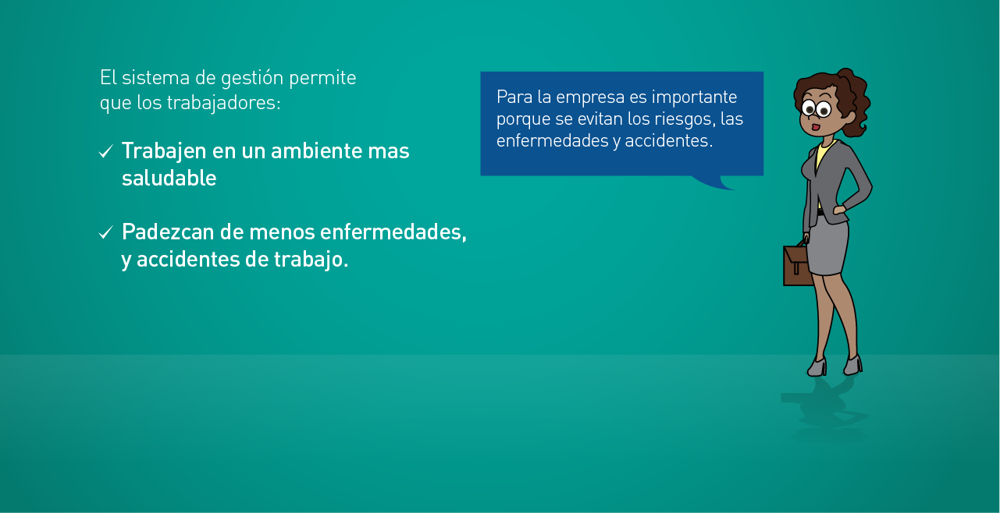 El sistema de gestión permite
que los trabajadores:
Trabajen en un ambiente mas
saludable
Padezcan de menos enfermedades,
y accidentes de trabajo.
Para la empresa es importante
porque se evitan los riesgos, las
enfermedades y accidentes.